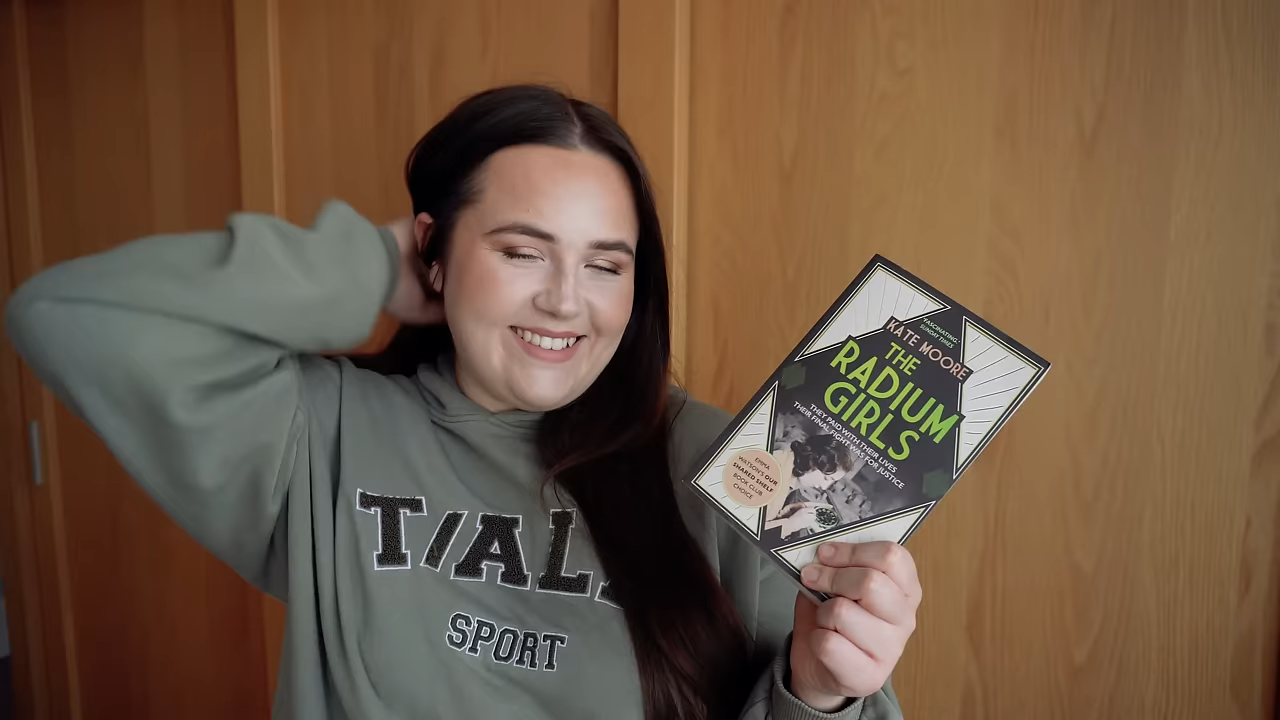 'FASCINATING'
SUNDAY TIMES
KATE MOORE
THE
RADIUM
GIRLS
THEY PAID WITH THEIR LIVES
THEIR FINAL FIGHT WAS FOR JUSTICE
EMMA
WATSON'S OUR
SHARED SHELF
BOOK CLUB
CHOICE
T/AL
SPORT